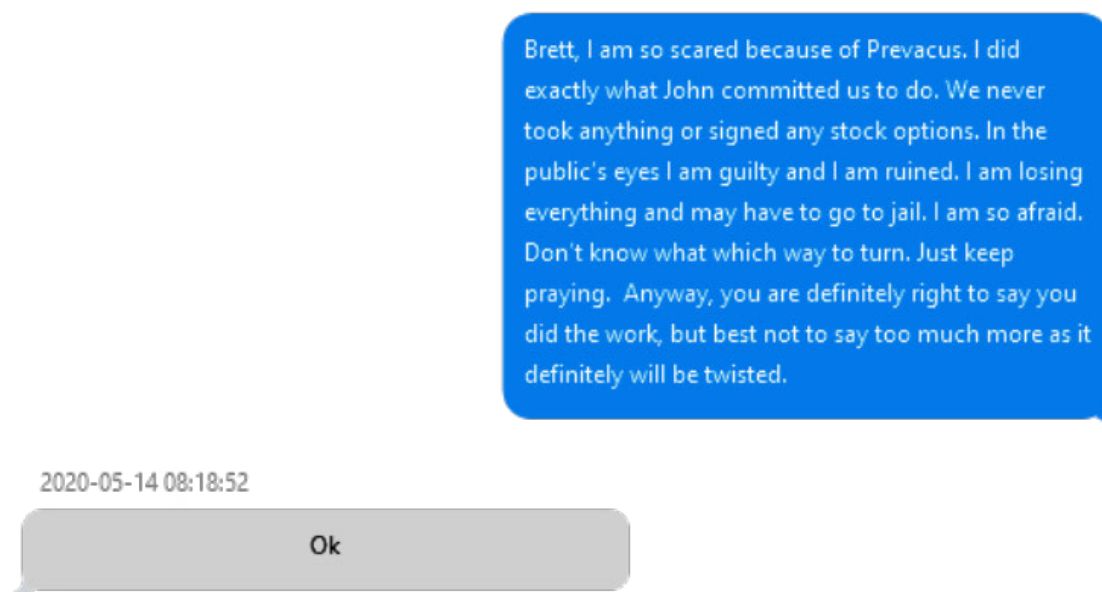 Brett, I am so scared because of Prevacus. I did
exactly what John committed us to do. We never
took anything or signed any stock options. In the
public's eyes I am guilty and I am ruined. I am losing
everything and may have to go to jail. I am so afraid.
Don't know what which way to turn. Just keep
praying.  Anyway, you are definitely right to say you
did the work, but best not to say too much more as it
definitely will be twisted.
2020-05-14 08:18:52
Ok